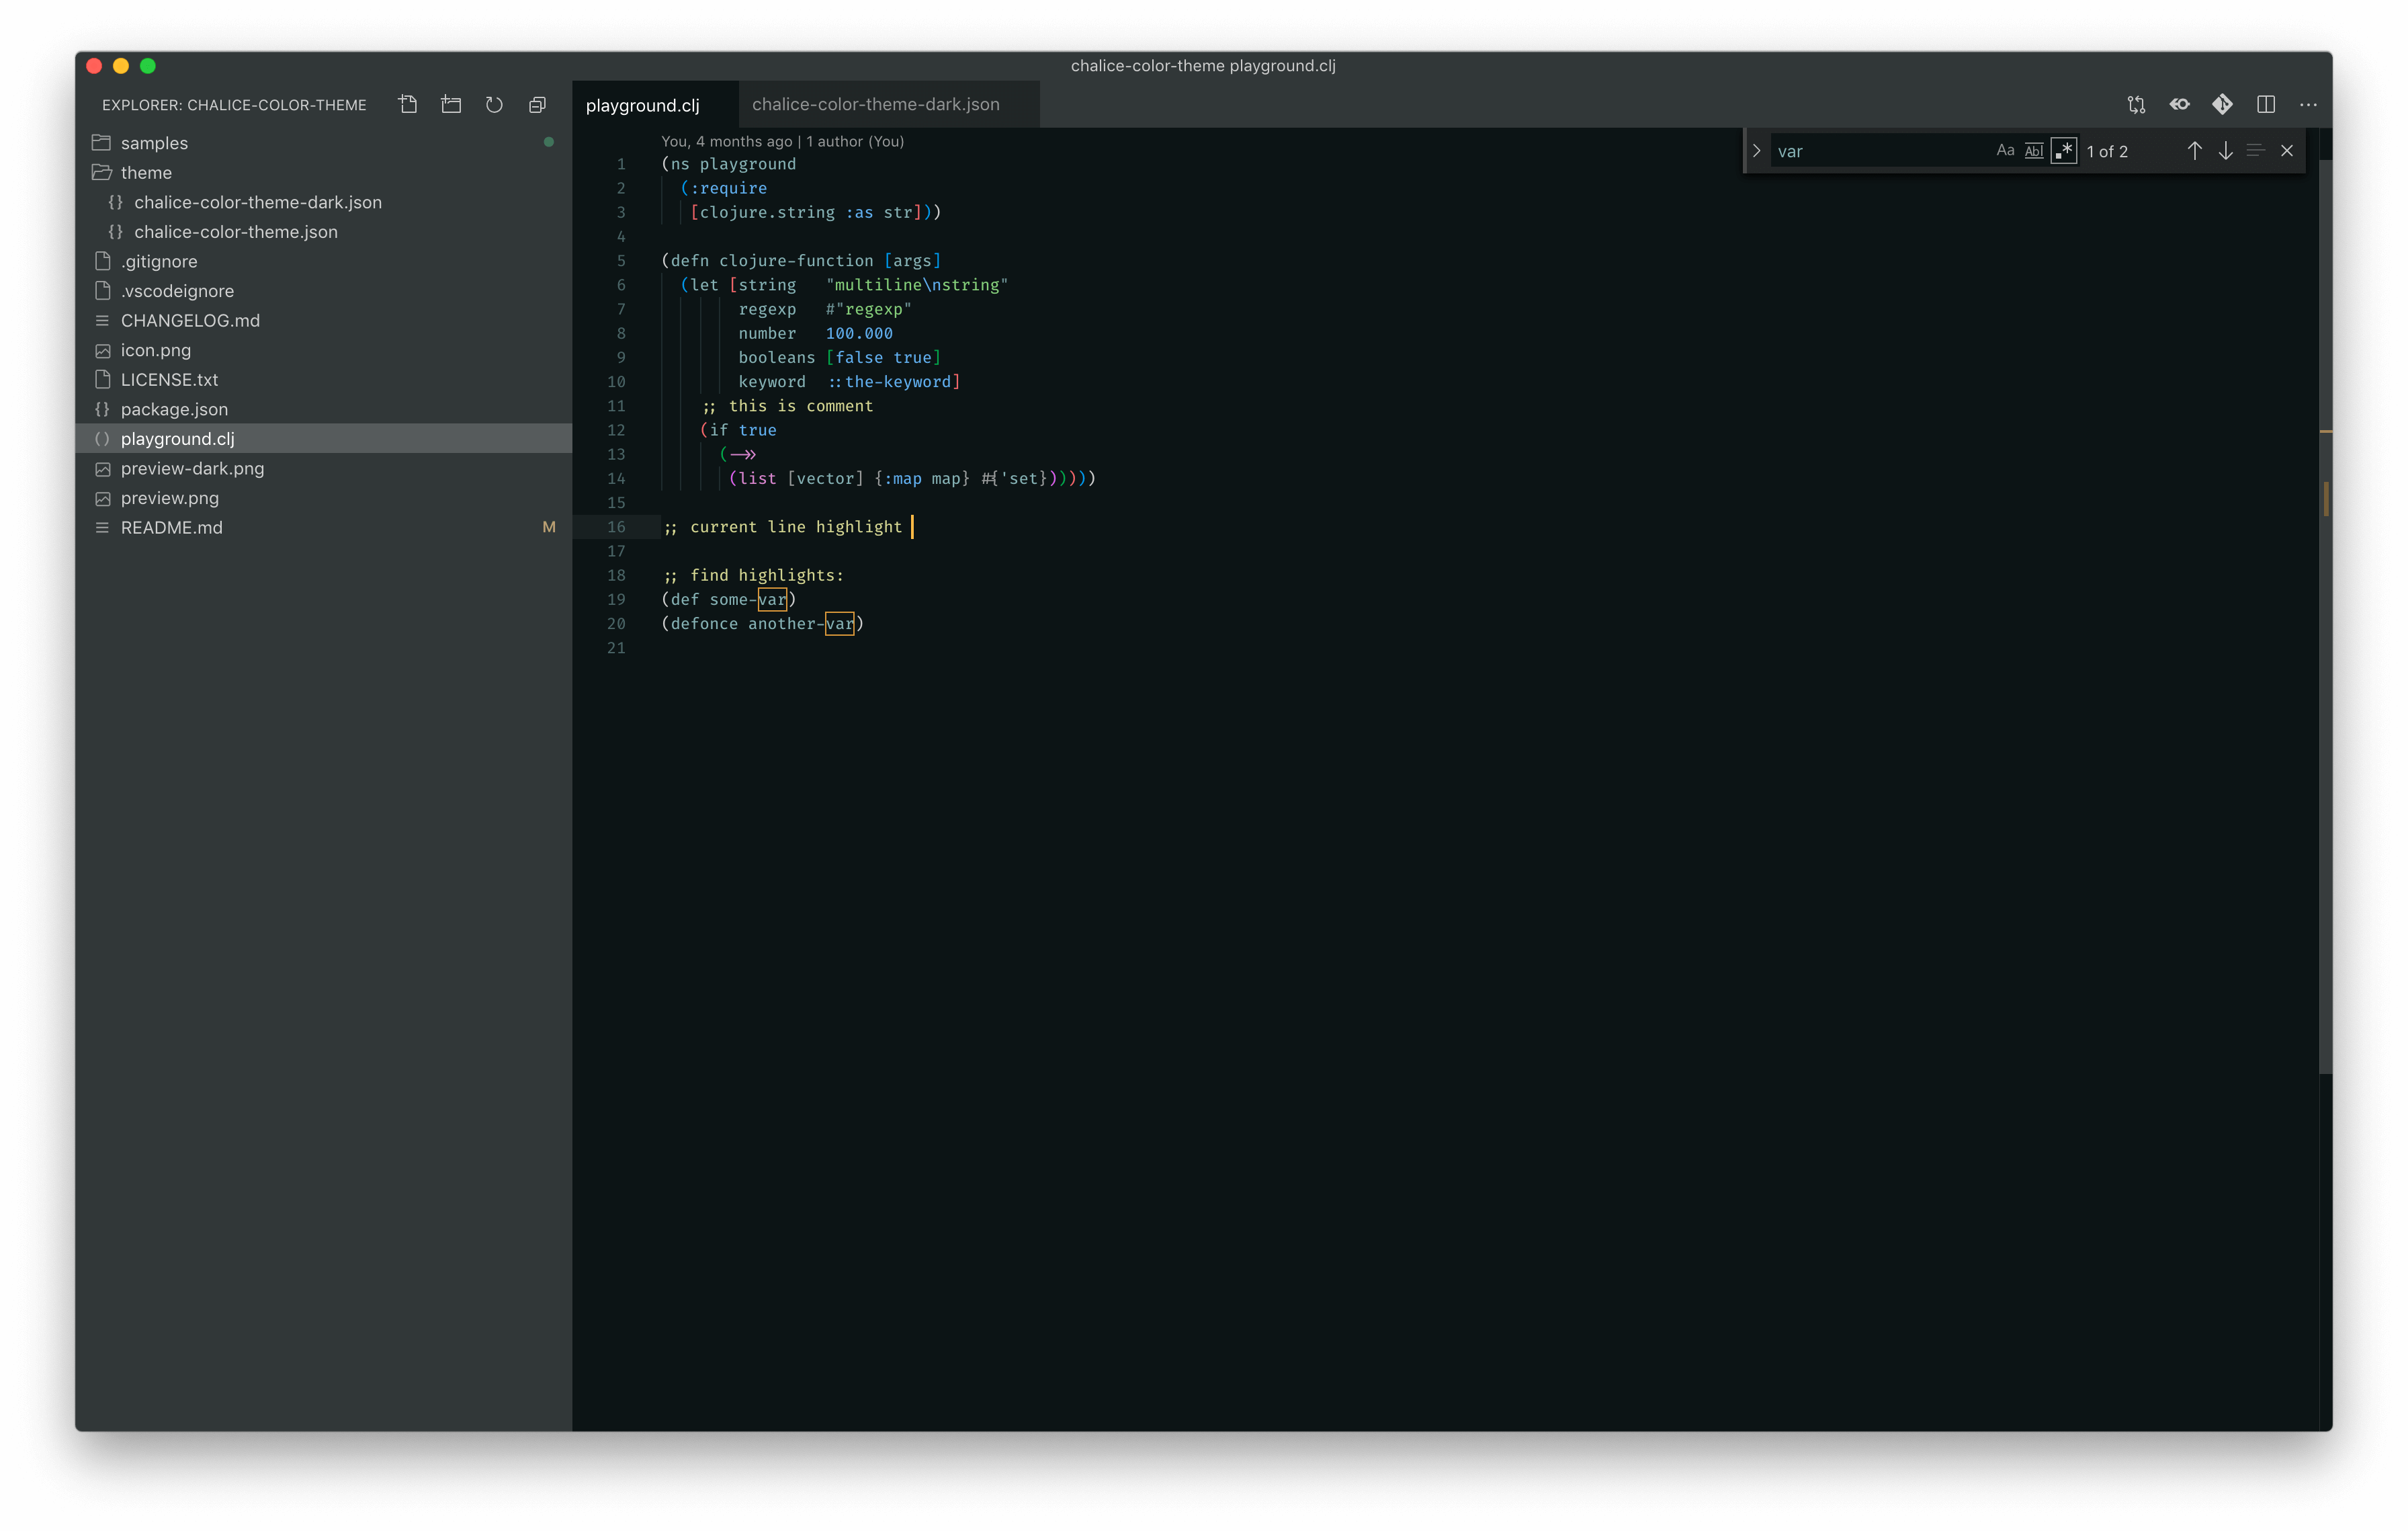 chalice-color-theme playground.clj
EXPLORER: CHALICE-COLOR-THEME
samples
theme
{} chalice-color-theme-dark.json
{} chalice-color-theme.json
.gitignore
.vscodeignore
CHANGELOG.md
icon.png
LICENSE.txt
{} package.json
() playground.clj
preview-dark.png
preview.png
README.md M
playground.clj chalice-color-theme-dark.json
var Aa Abl .* 1 of 2
You, 4 months ago | 1 author (You)
1 (ns playground
2   (:require
3    [clojure.string :as str]))
4
5 (defn clojure-function [args]
6   (let [string   "multiline\nstring"
7         regexp   #"regexp"
8         number   100.000
9         booleans [false true]
10         keyword  ::the-keyword]
11     ;; this is comment
12     (if true
13       (->>
14        (list [vector] {:map map} #{'set})))))
15
16 ;; current line highlight
17
18 ;; find highlights:
19 (def some-var)
20 (defonce another-var)
21